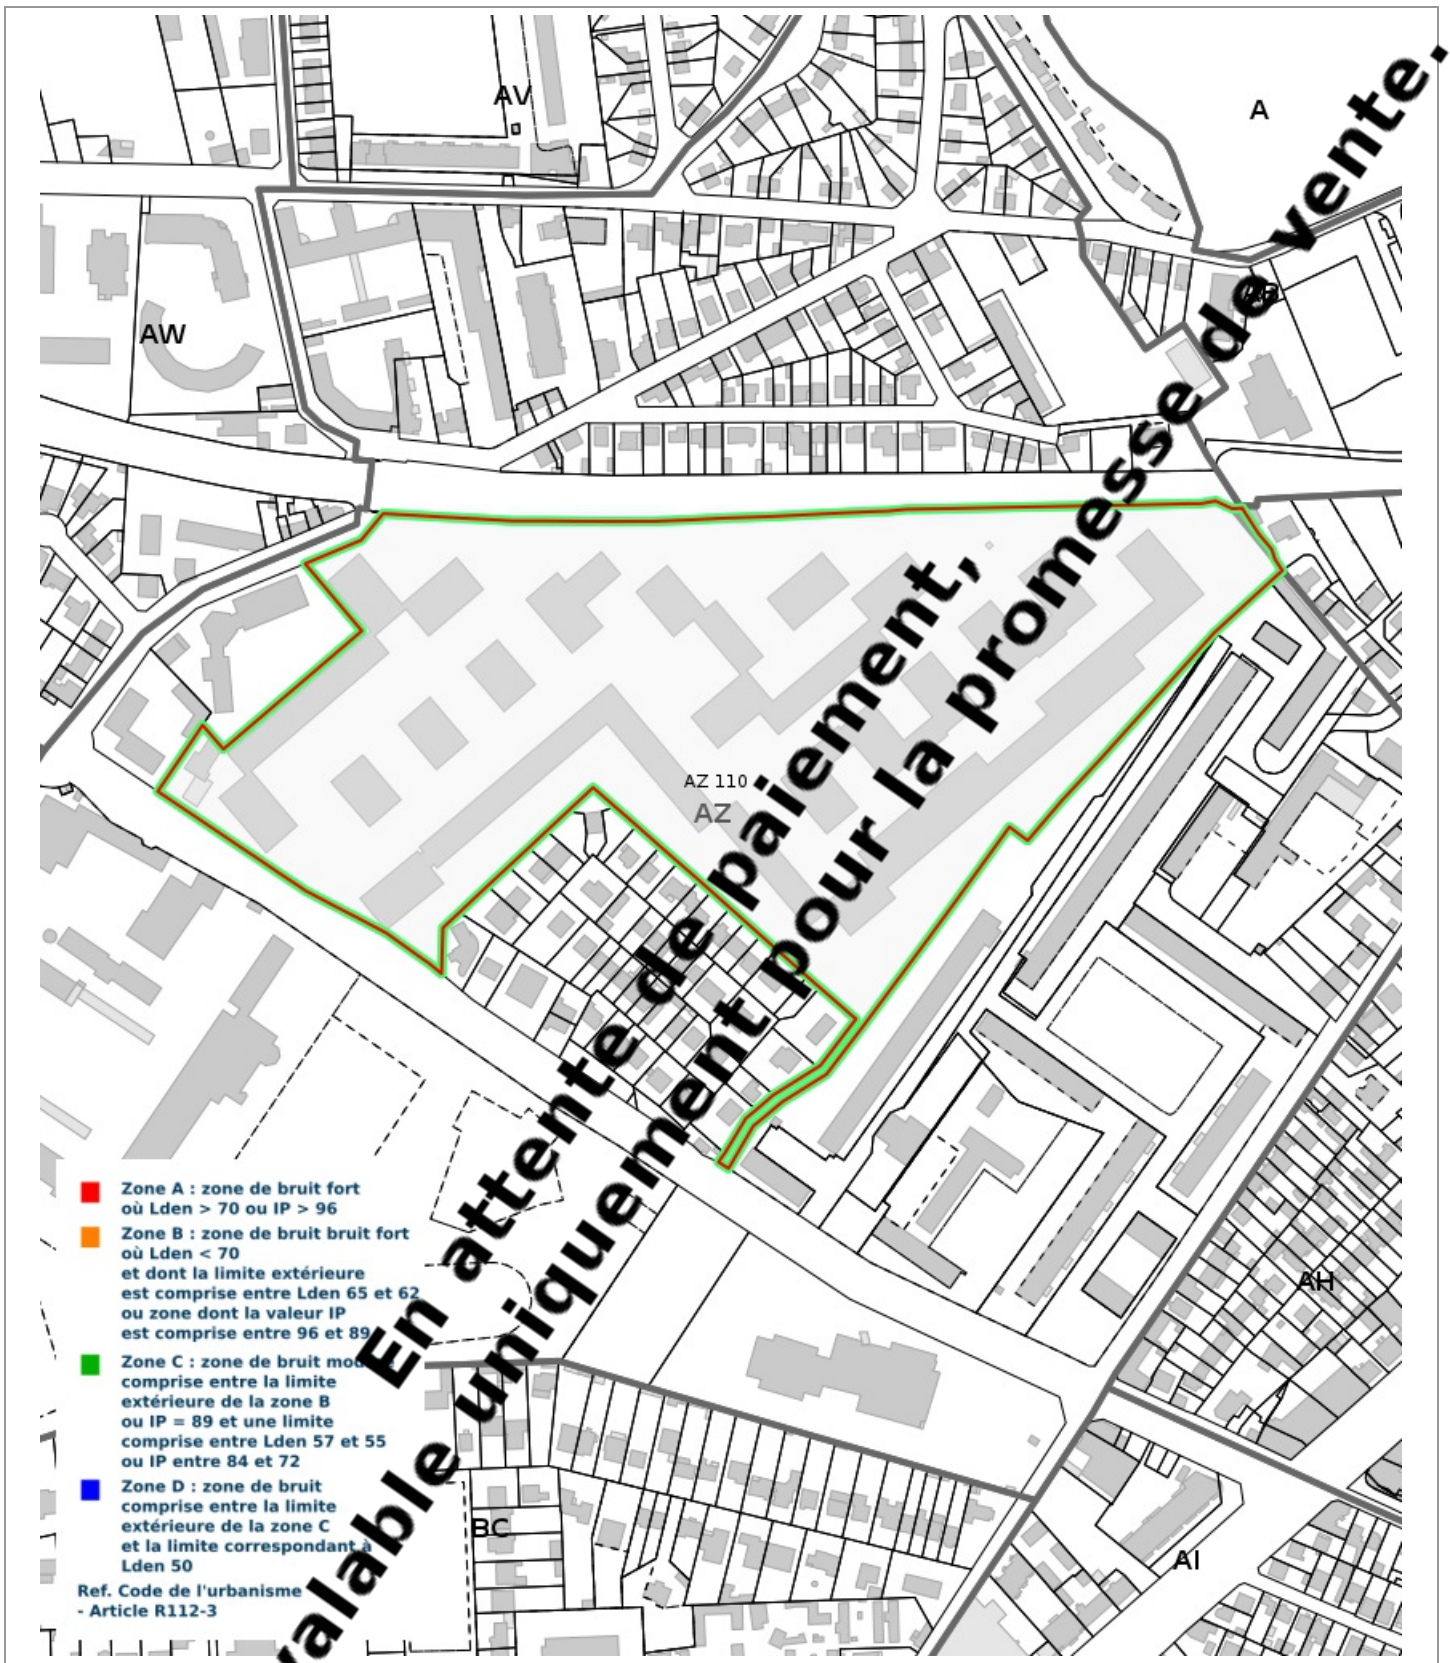 AV
A
AW
AZ 110
AZ
AH
BC
AI
En attente de paiement,
valable uniquement pour la promesse de vente.
Zone A : zone de bruit fort
où Lden > 70 ou IP > 96
Zone B : zone de bruit bruit fort
où Lden < 70
et dont la limite extérieure
est comprise entre Lden 65 et 62
ou zone dont la valeur IP
est comprise entre 96 et 89
Zone C : zone de bruit
comprise entre la limite
extérieure de la zone B
ou IP = 89 et une limite
comprise entre Lden 57 et 55
ou IP entre 84 et 72
Zone D : zone de bruit
comprise entre la limite
extérieure de la zone C
et la limite correspondant à
Lden 50
Ref. Code de l'urbanisme
- Article R112-3